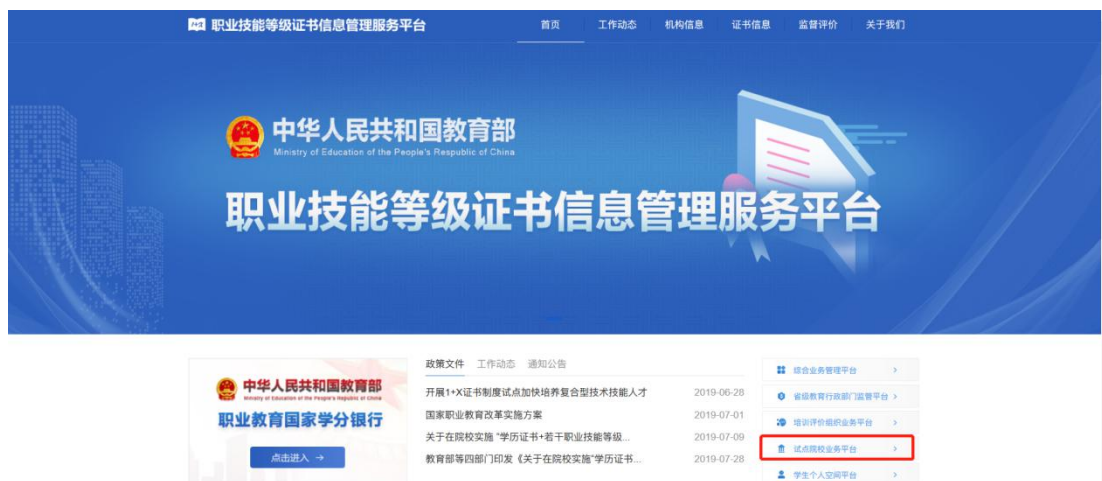 1+X 职业技能等级证书信息管理服务平台
首页 工作动态 机构信息 证书信息 监督评价 关于我们
中华人民共和国教育部
Ministry of Education of the People's Respublic of China
职业技能等级证书信息管理服务平台
中华人民共和国教育部
Ministry of Education of the People's Republic of China
职业教育国家学分银行
点击进入 →
政策文件 工作动态 通知公告
开展1+X证书制度试点加快培养复合型技术技能人才 2019-06-28
国家职业教育改革实施方案 2019-07-01
关于在院校实施 "学历证书+若干职业技能等级... 2019-07-09
教育部等四部门印发《关于在院校实施"学历证书... 2019-07-28
综合业务管理平台 >
省级教育行政部门监管平台 >
培训评价组织业务平台 >
试点院校业务平台 >
学生个人空间平台 >